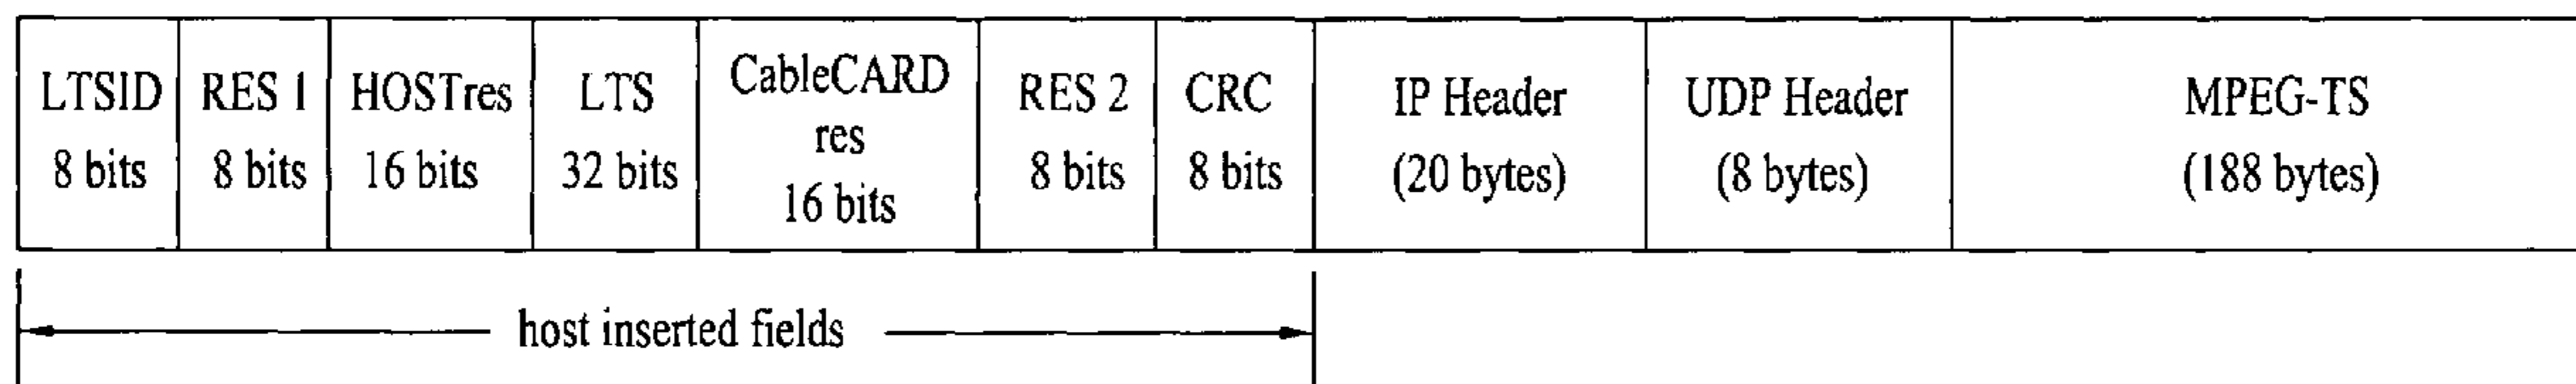 LTSID
8 bits
RES 1
8 bits
HOSTres
16 bits
LTS
32 bits
CableCARD
res
16 bits
RES 2
8 bits
CRC
8 bits
IP Header
(20 bytes)
UDP Header
(8 bytes)
MPEG-TS
(188 bytes)
host inserted fields